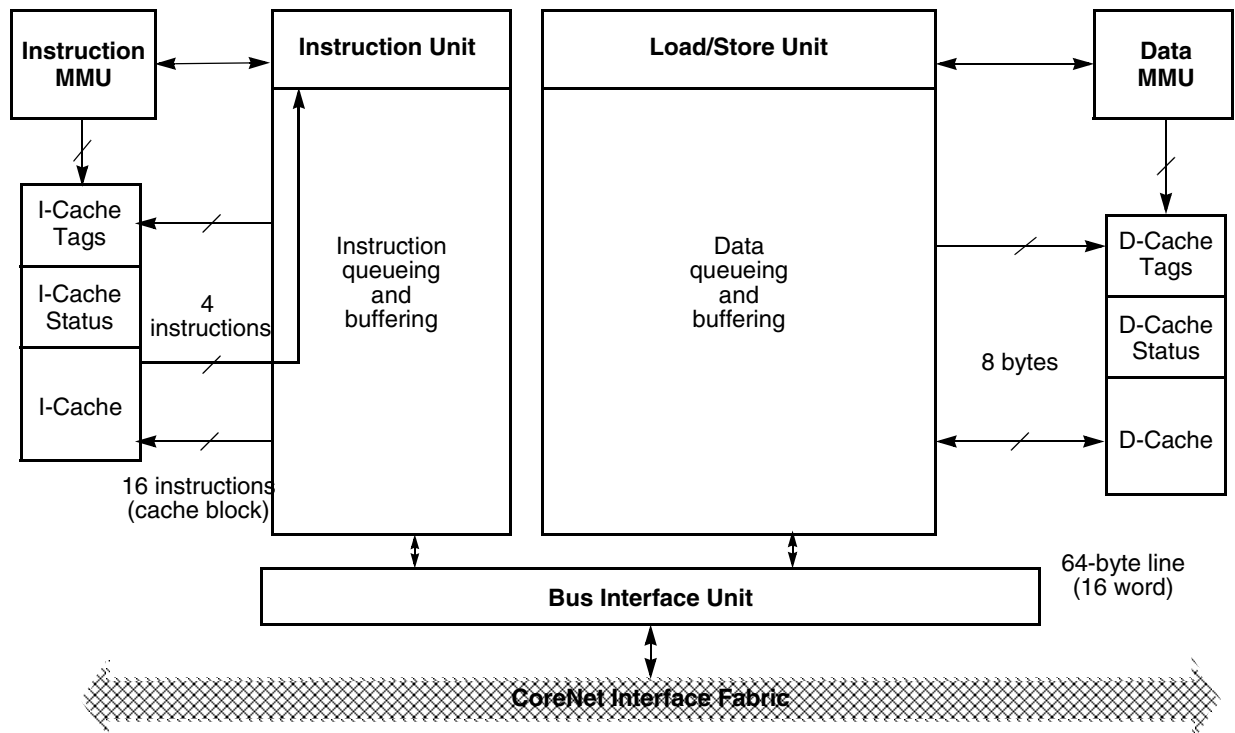 Instruction
MMU
Instruction Unit
Load/Store Unit
Data
MMU
I-Cache
Tags
I-Cache
Status
I-Cache
4
instructions
16 instructions
(cache block)
Instruction
queueing
and
buffering
Data
queueing
and
buffering
8 bytes
D-Cache
Tags
D-Cache
Status
D-Cache
64-byte line
(16 word)
Bus Interface Unit
CoreNet Interface Fabric